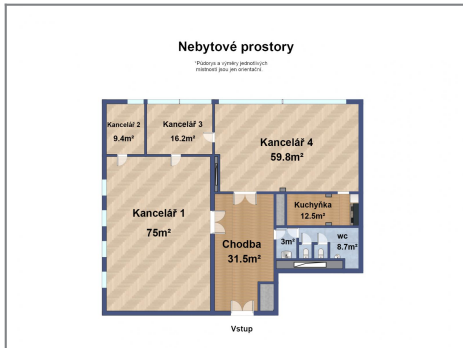 Nebytové prostory
*Půdorys a výměry jednotlivých
místností jsou jen orientační.
Kancelář 2
9.4m²
Kancelář 3
16.2m²
Kancelář 4
59.8m²
Kancelář 1
75m²
Kuchyňka
12.5m²
Chodba
31.5m²
3m²
wc
8.7m²
Vstup